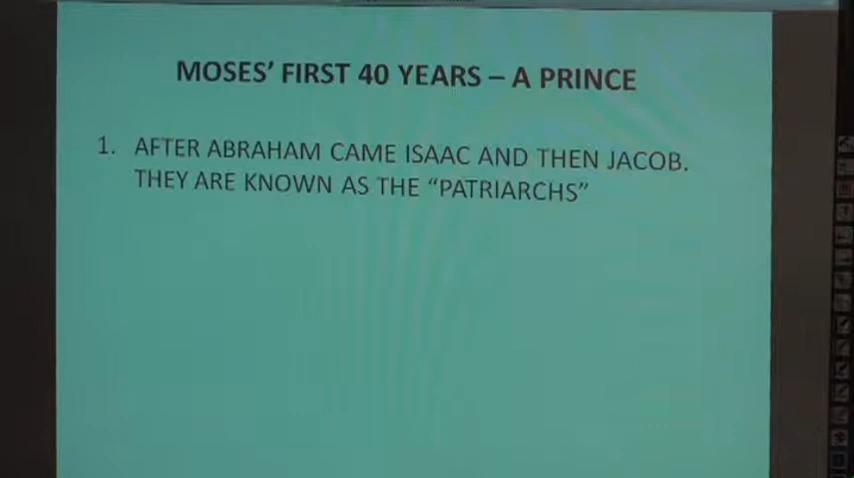 MOSES' FIRST 40 YEARS – A PRINCE
1. AFTER ABRAHAM CAME ISAAC AND THEN JACOB.
THEY ARE KNOWN AS THE “PATRIARCHS”